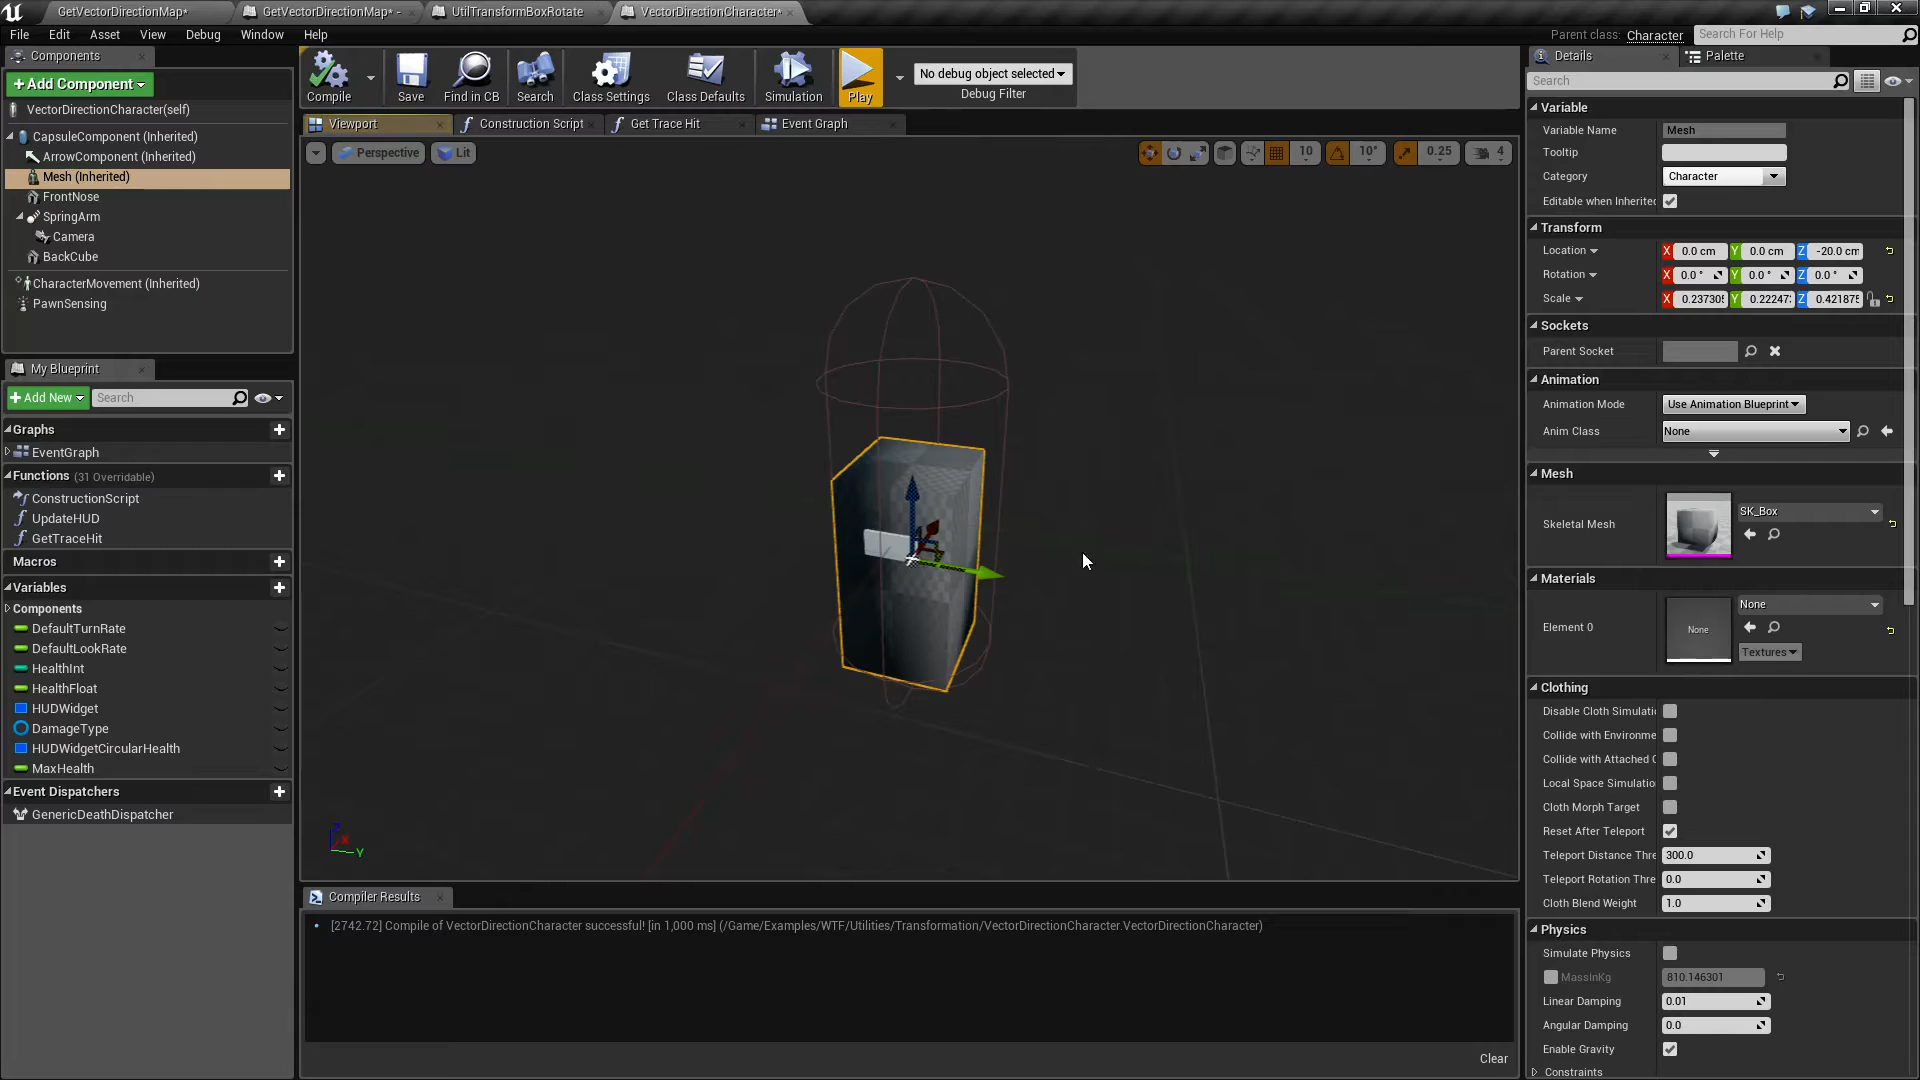 GetVectorDirectionMap*
GetVectorDirectionMap* -
UtilTransformBoxRotate
VectorDirectionCharacter*
File
Edit
Asset
View
Debug
Window
Help
Parent class: Character
Search For Help
Components
+ Add Component
VectorDirectionCharacter(self)
CapsuleComponent (Inherited)
ArrowComponent (Inherited)
Mesh (Inherited)
FrontNose
SpringArm
Camera
BackCube
CharacterMovement (Inherited)
PawnSensing
My Blueprint
+ Add New
Search
Graphs
EventGraph
Functions (31 Overridable)
ConstructionScript
UpdateHUD
GetTraceHit
Macros
Variables
Components
DefaultTurnRate
DefaultLookRate
HealthInt
HealthFloat
HUDWidget
DamageType
HUDWidgetCircularHealth
MaxHealth
Event Dispatchers
GenericDeathDispatcher
Compile
Save
Find in CB
Search
Class Settings
Class Defaults
Simulation
Play
No debug object selected
Debug Filter
Viewport
Construction Script
Get Trace Hit
Event Graph
Perspective
Lit
10
10°
0.25
4
Z
X
Y
Compiler Results
[2742.72] Compile of VectorDirectionCharacter successful! [in 1,000 ms] (/Game/Examples/WTF/Utilities/Transformation/VectorDirectionCharacter.VectorDirectionCharacter)
Clear
Details
Palette
Search
Variable
Variable Name Mesh
Tooltip
Category Character
Editable when Inherited
Transform
Location X 0.0 cm Y 0.0 cm Z -20.0 cm
Rotation X 0.0 ° Y 0.0 ° Z 0.0 °
Scale X 0.237305 Y 0.22247 Z 0.421875
Sockets
Parent Socket
Animation
Animation Mode Use Animation Blueprint
Anim Class None
Mesh
Skeletal Mesh SK_Box
Materials
Element 0 None None
Textures
Clothing
Disable Cloth Simulati
Collide with Environme
Collide with Attached C
Local Space Simulatio
Cloth Morph Target
Reset After Teleport
Teleport Distance Thre 300.0
Teleport Rotation Thre 0.0
Cloth Blend Weight 1.0
Physics
Simulate Physics
MassInKg 810.146301
Linear Damping 0.01
Angular Damping 0.0
Enable Gravity
Constraints